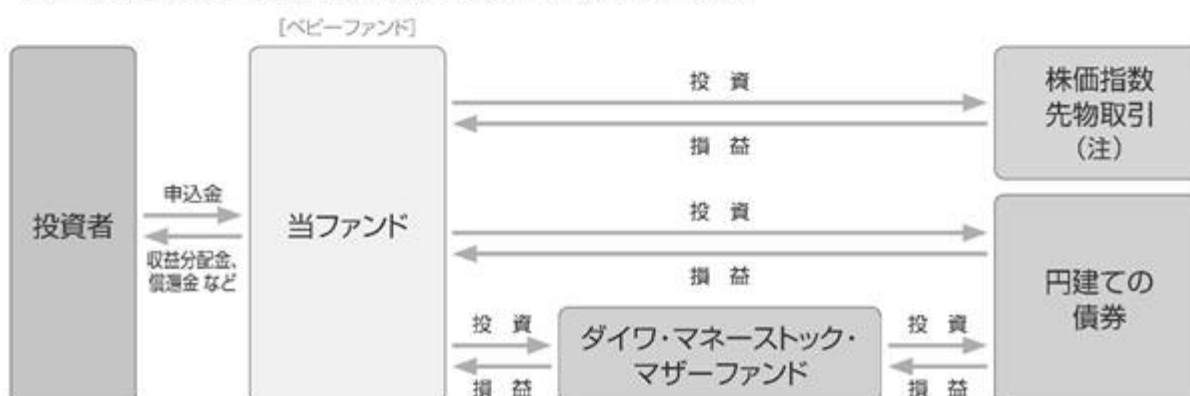 [ベビーファンド]
投資者
申込金
収益分配金、
償還金 など
当ファンド
投 資
損 益
株価指数
先物取引
(注)
投 資
損 益
円建ての
債券
投 資
損 益
ダイワ・マネーストック・
マザーファンド
投 資
損 益